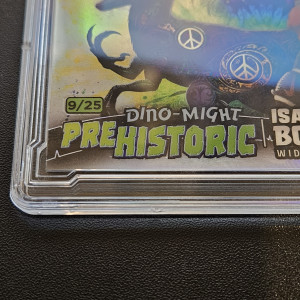 9/25
DINO-MIGHT
PREHISTORIC
ISA
BO
WID